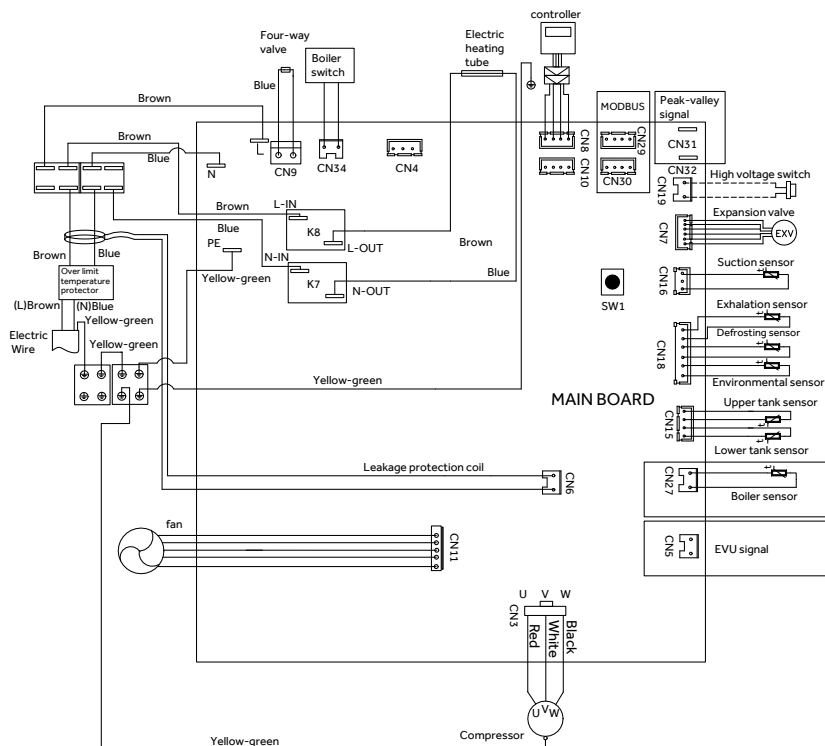 controller
Four-way
valve
Electric
heating
tube
Boiler
switch
Blue
Brown
MODBUS
Peak-valley
signal
Brown
Blue
N
L
CN9
CN34
CN4
CN8
CN10
CN29
CN30
CN31
CN32
CN19
High voltage switch
Brown
L-IN
Blue
PE
K8
L-OUT
Brown
CN7
Expansion valve
EXV
N-IN
Yellow-green
K7
N-OUT
Blue
SW1
CN16
Suction sensor
Brown
Blue
Over limit
temperature
protector
(L)Brown
(N)Blue
Yellow-green
Electric
Wire
Yellow-green
Exhalation sensor
Defrosting sensor
CN18
Environmental sensor
Yellow-green
MAIN BOARD
Upper tank sensor
CN15
Lower tank sensor
Leakage protection coil
CN6
CN27
Boiler sensor
fan
CN11
CN5
EVU signal
U V W
CN3
Red
White
Black
U V W
Compressor
Yellow-green
t
t
t
t
t
t
t